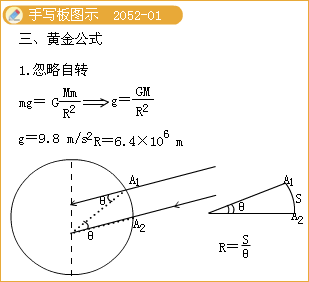 手写板图示 2052-01
三、黄金公式
1.忽略自转
mg= G Mm/R² ⟹ g= GM/R²
g=9.8 m/s² R=6.4×10⁶ m
A₁
θ
A₂
θ
A₁
θ
S
A₂
R= S/θ